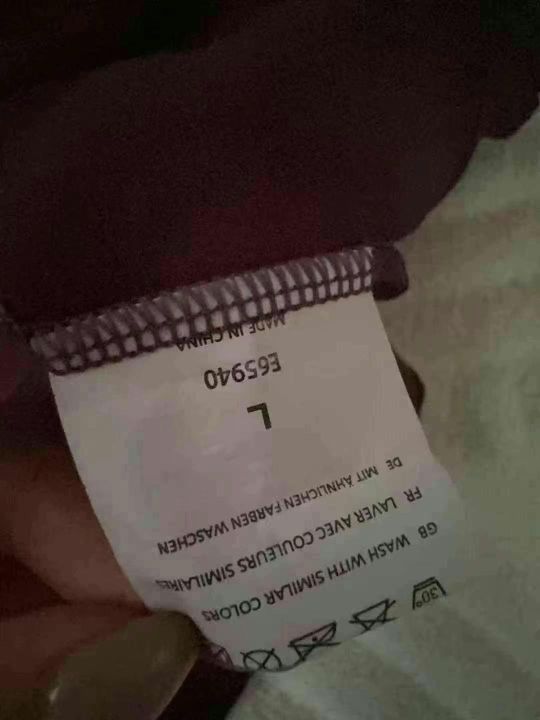 30°
GB WASH WITH SIMILAR COLORS
FR LAVER AVEC COULEURS SIMILAIRES
DE MIT ÄHNLICHEN FARBEN WASCHEN
L
E65940
MADE IN CHINA